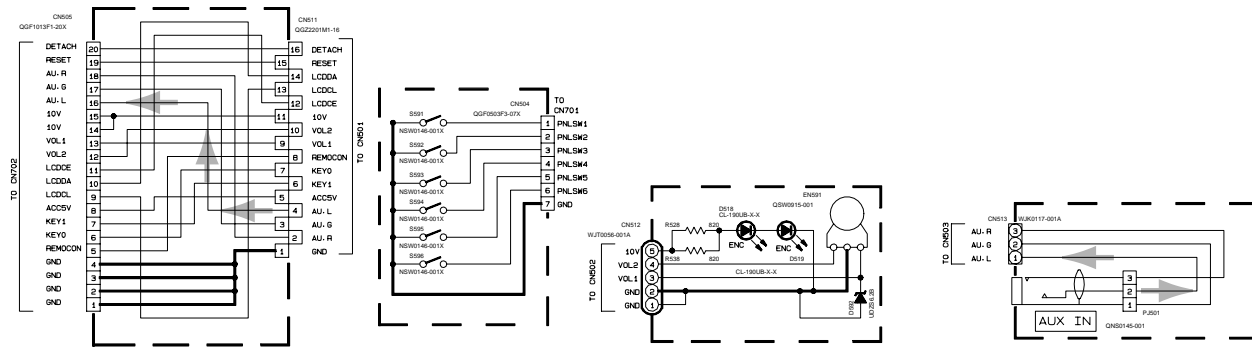 CN505
QGF1013F1-20X
CN511
QGZ2201M1-16
TO CN702
DETACH 20
RESET 19
AU.R 18
AU.G 17
AU.L 16
10V 15
10V 14
VOL1 13
VOL2 12
LCDCE 11
LCDDA 10
LCDCL 9
ACC5V 8
KEY1 7
KEY0 6
REMOCON 5
GND 4
GND 3
GND 2
GND 1
16 DETACH
15 RESET
14 LCDDA
13 LCDCL
12 LCDCE
11 10V
10 VOL2
9 VOL1
8 REMOCON
7 KEY0
6 KEY1
5 ACC5V
4 AU.L
3 AU.G
2 AU.R
1 GND
TO CN501
S591
NSW0146-001X
S592
NSW0146-001X
S593
NSW0146-001X
S594
NSW0146-001X
S595
NSW0146-001X
S596
NSW0146-001X
CN504
QGF0503F3-07X
TO
CN701
1 PNLSW1
2 PNLSW2
3 PNLSW3
4 PNLSW4
5 PNLSW5
6 PNLSW6
7 GND
CN512
WJT0056-001A
TO CN502
10V 5
VOL2 4
VOL1 3
GND 2
GND 1
R528 820
R538 820
D518
CL-190UB-X-X
ENC
ENC
D519
CL-190UB-X-X
EN591
QSW0915-001
D592
UDZS6.2B
CN513
WJK0117-001A
TO CN503
AU.R 3
AU.G 2
AU.L 1
3
2
1
PJ501
QNS0145-001
AUX IN